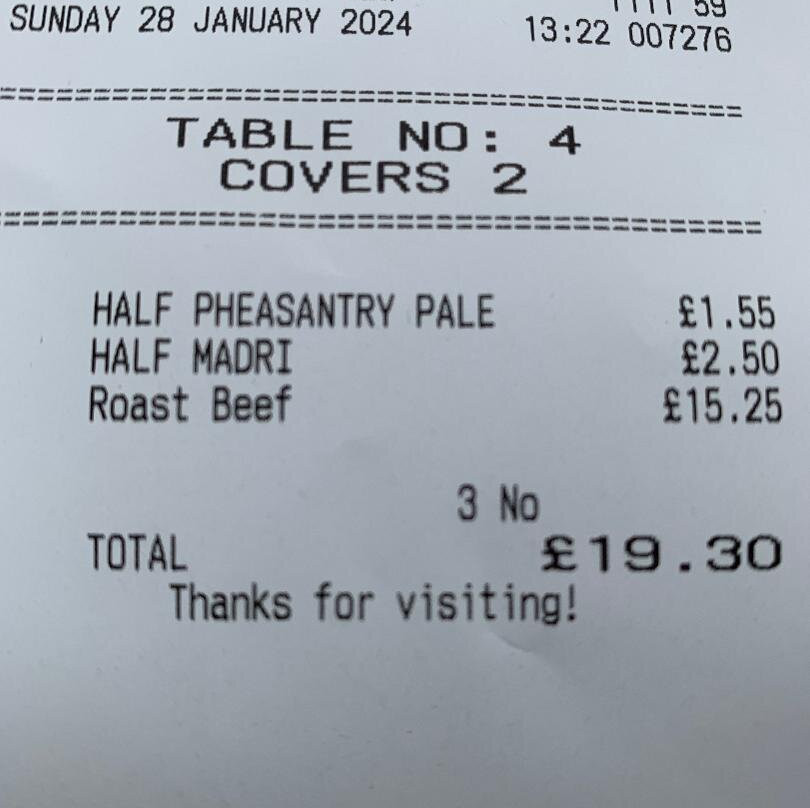 SUNDAY 28 JANUARY 2024
13:22 007276
========================================
TABLE NO: 4
COVERS 2
========================================
HALF PHEASANTRY PALE £1.55
HALF MADRI £2.50
Roast Beef £15.25
3 No
TOTAL £19.30
Thanks for visiting!